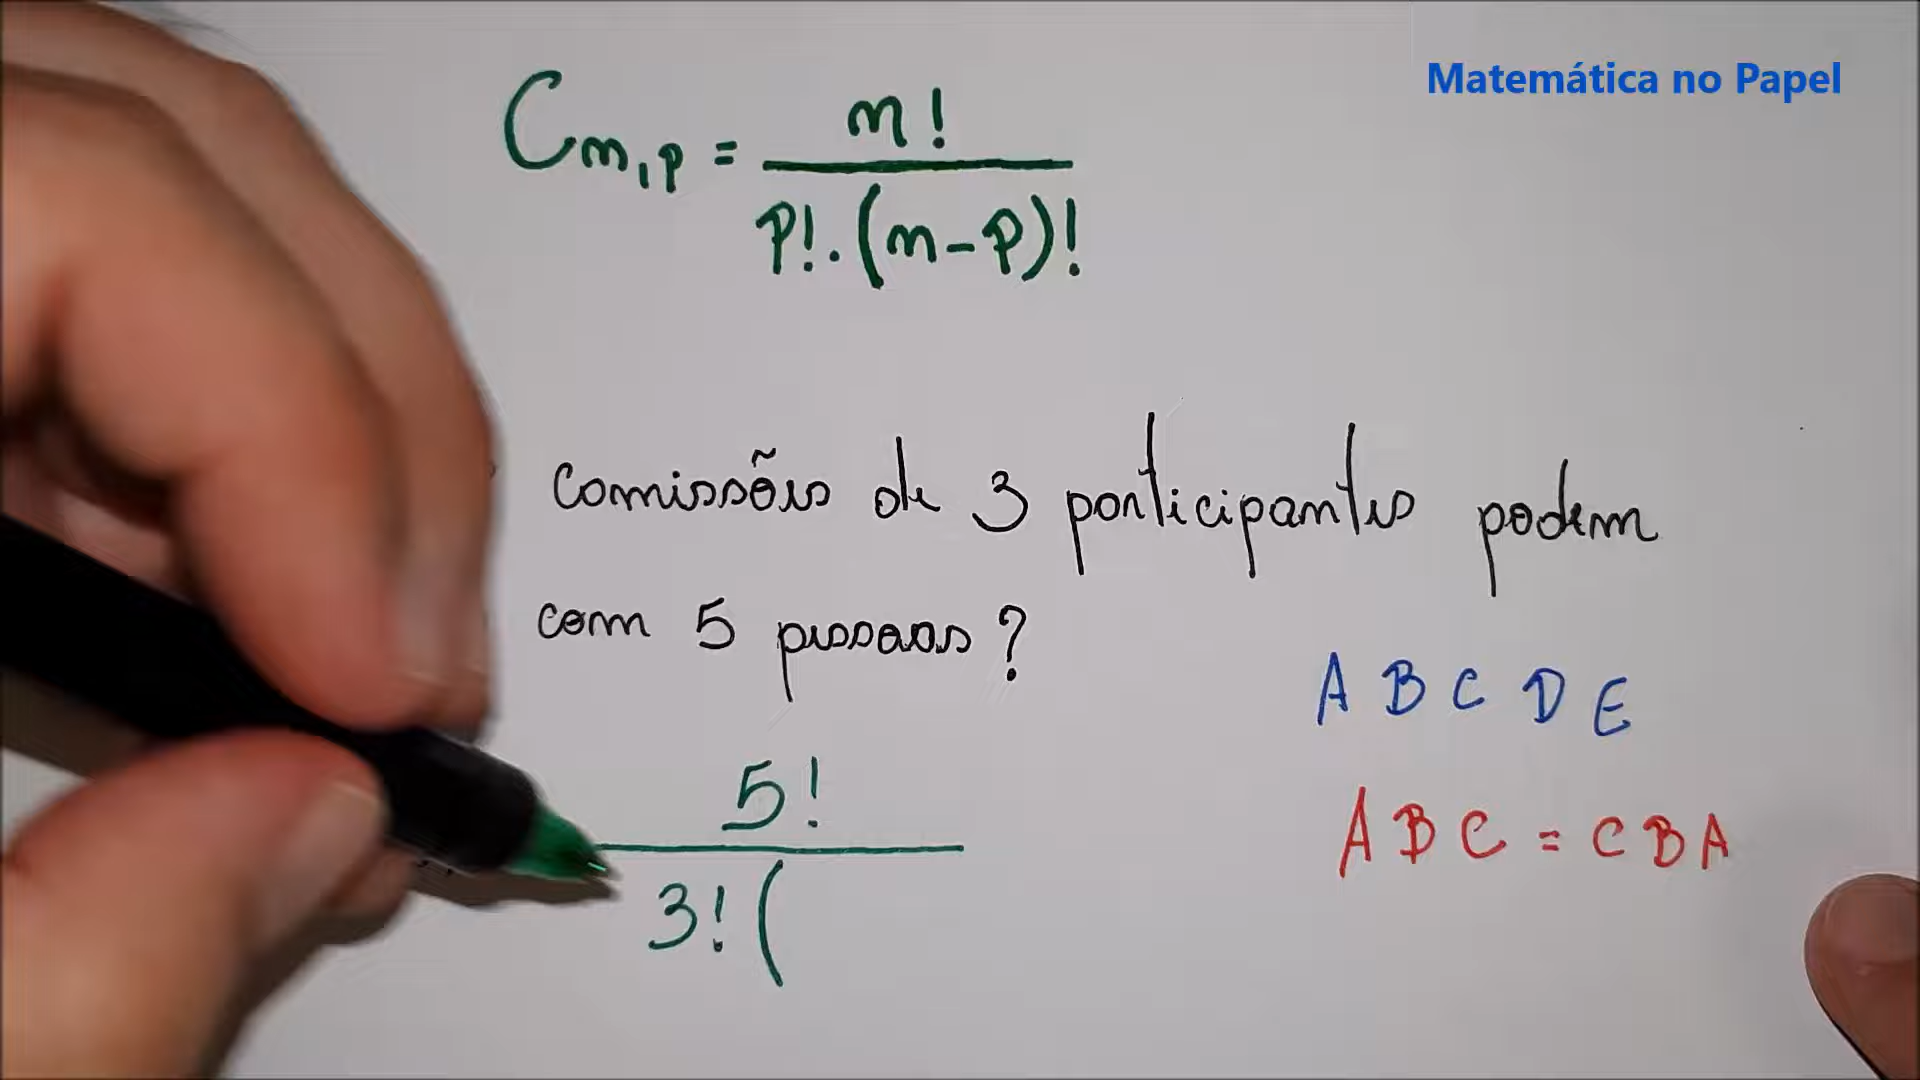 Matemática no Papel
Cm,p = m!
p!.(m-p)!
comissões de 3 participantes podem
com 5 pessoas?
A B C D E
5!
A B C = C B A
3!(